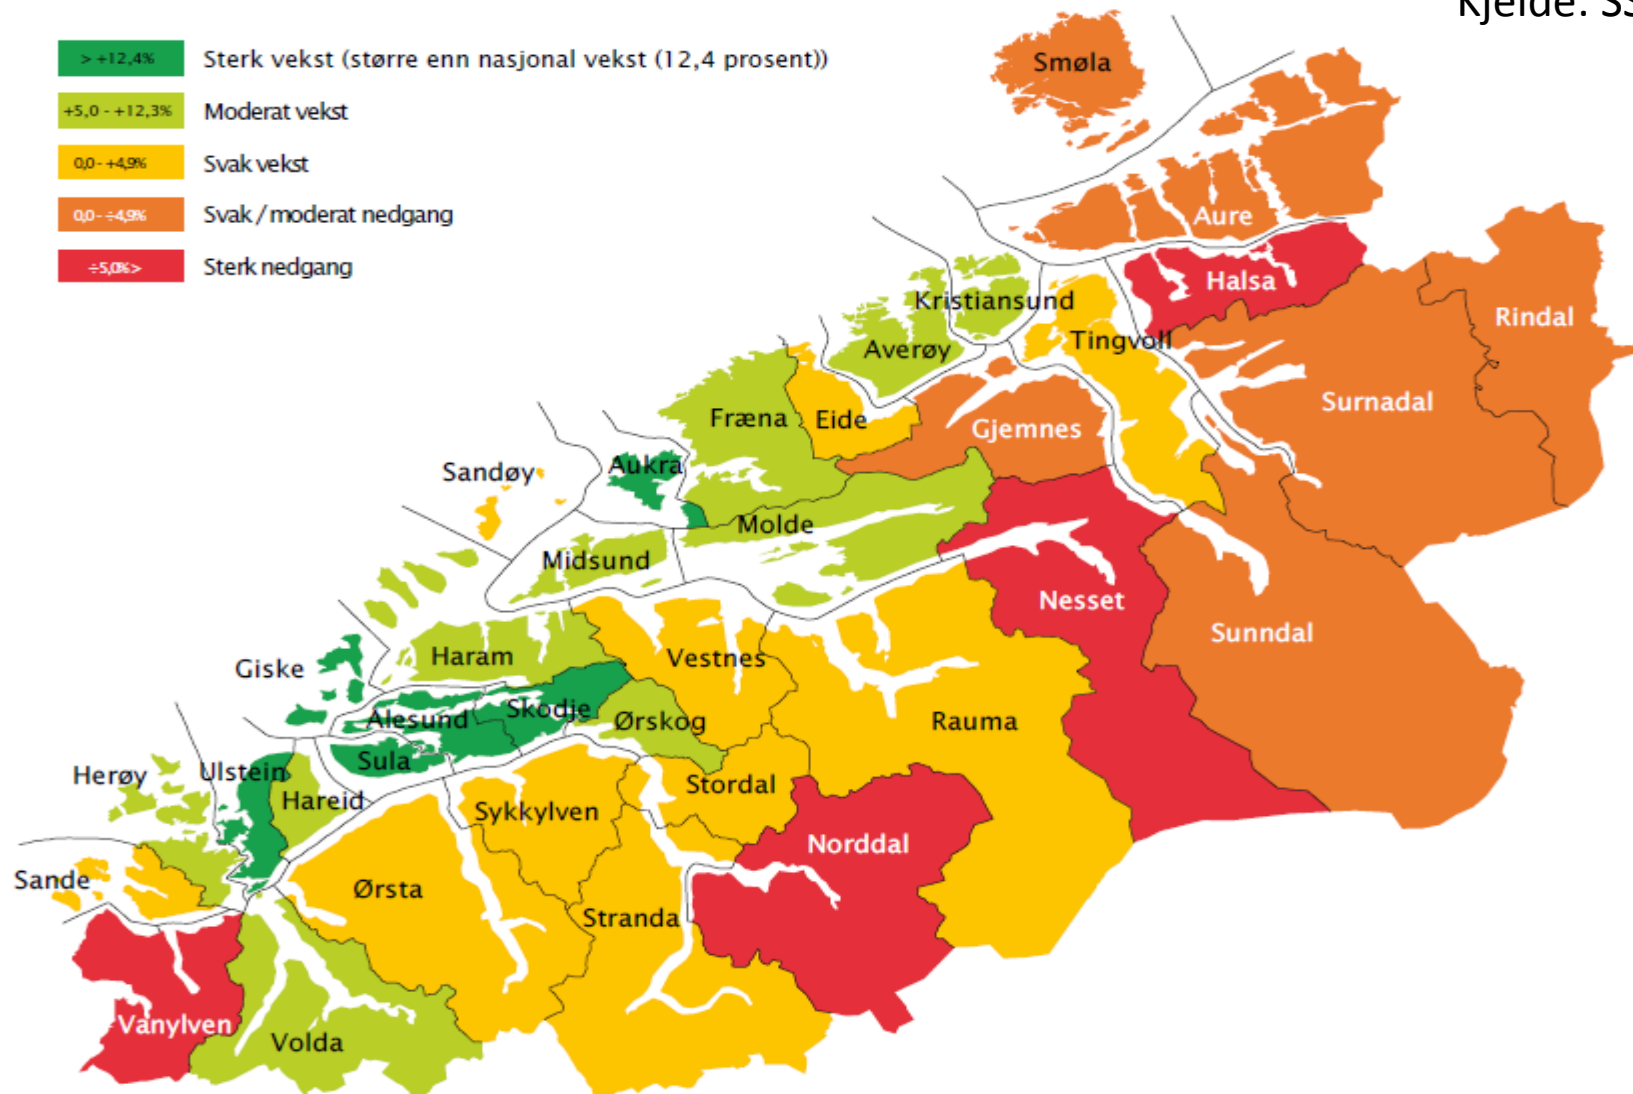 Kjelde: SS
> +12,4% Sterk vekst (større enn nasjonal vekst (12,4 prosent))
+5,0 - +12,3% Moderat vekst
0,0 - +4,9% Svak vekst
0,0 - ÷4,9% Svak / moderat nedgang
÷5,0% > Sterk nedgang
Smøla
Aure
Halsa
Rindal
Kristiansund
Tingvoll
Averøy
Surnadal
Fræna
Eide
Gjemnes
Aukra
Sandøy
Molde
Midsund
Nesset
Sunndal
Haram
Vestnes
Giske
Skodje
Ålesund
Ørskog
Rauma
Sula
Herøy
Ulstein
Hareid
Stordal
Sykkylven
Norddal
Sande
Ørsta
Stranda
Vanylven
Volda